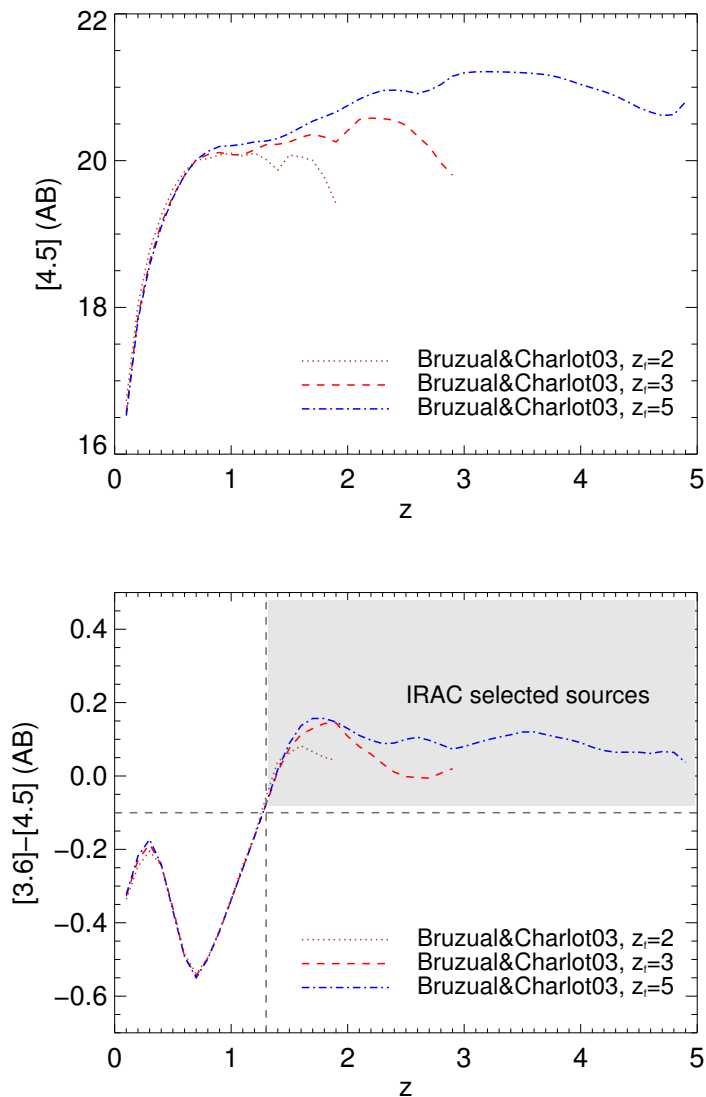 22
20
18
16
[4.5] (AB)
Bruzual&Charlot03, z_f=2
Bruzual&Charlot03, z_f=3
Bruzual&Charlot03, z_f=5
0 1 2 3 4 5
z
0.4
0.2
0.0
−0.2
−0.4
−0.6
[3.6]−[4.5] (AB)
IRAC selected sources
Bruzual&Charlot03, z_f=2
Bruzual&Charlot03, z_f=3
Bruzual&Charlot03, z_f=5
0 1 2 3 4 5
z